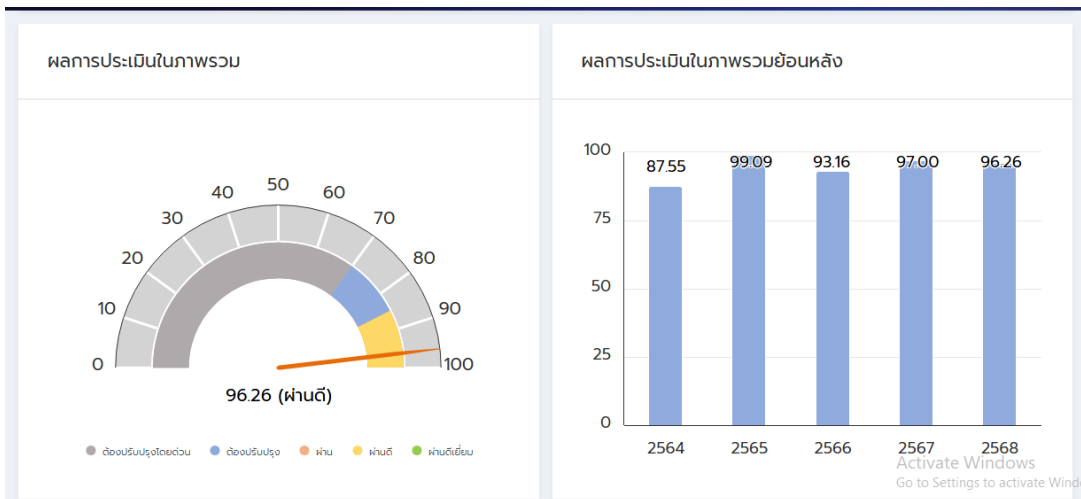 ผลการประเมินในภาพรวม
50
40
60
30
70
20
80
10
90
0
100
96.26 (ผ่านดี)
ต้องปรับปรุงโดยด่วน
ต้องปรับปรุง
ผ่าน
ผ่านดี
ผ่านดีเยี่ยม
ผลการประเมินในภาพรวมย้อนหลัง
100
75
50
25
0
87.55
99.09
93.16
97.00
96.26
2564
2565
2566
2567
2568
Activate Windows
Go to Settings to activate Wind